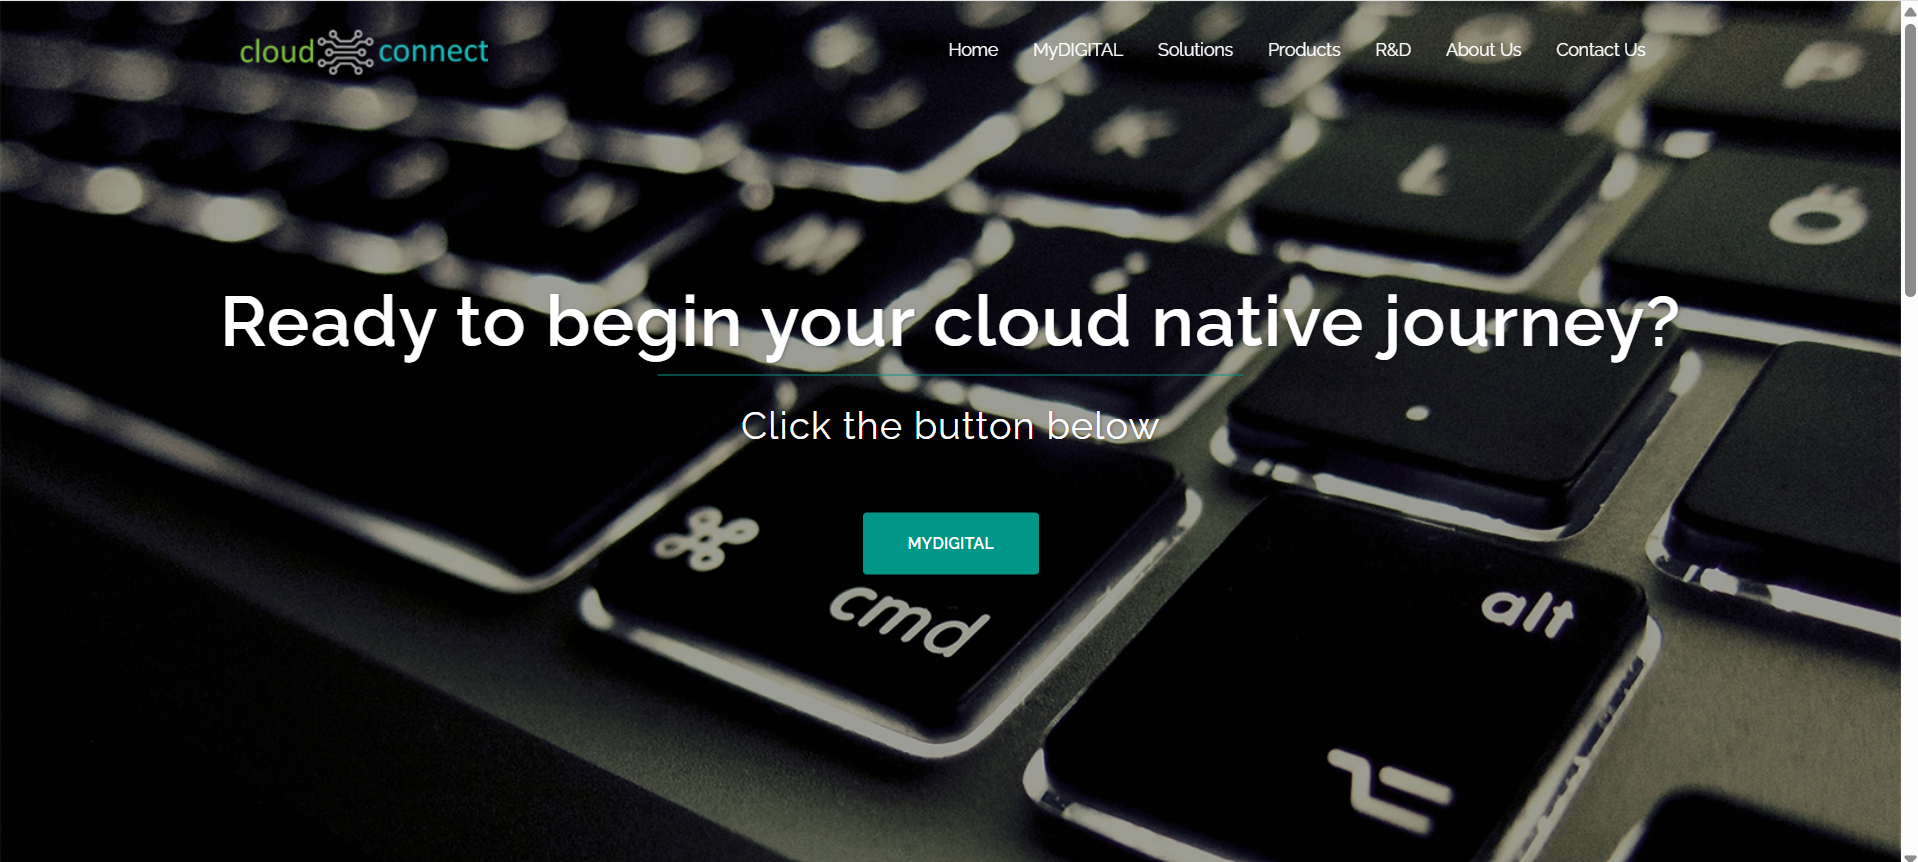 cloud connect
Home MyDIGITAL Solutions Products R&D About Us Contact Us
Ready to begin your cloud native journey?
Click the button below
MYDIGITAL
cmd
alt